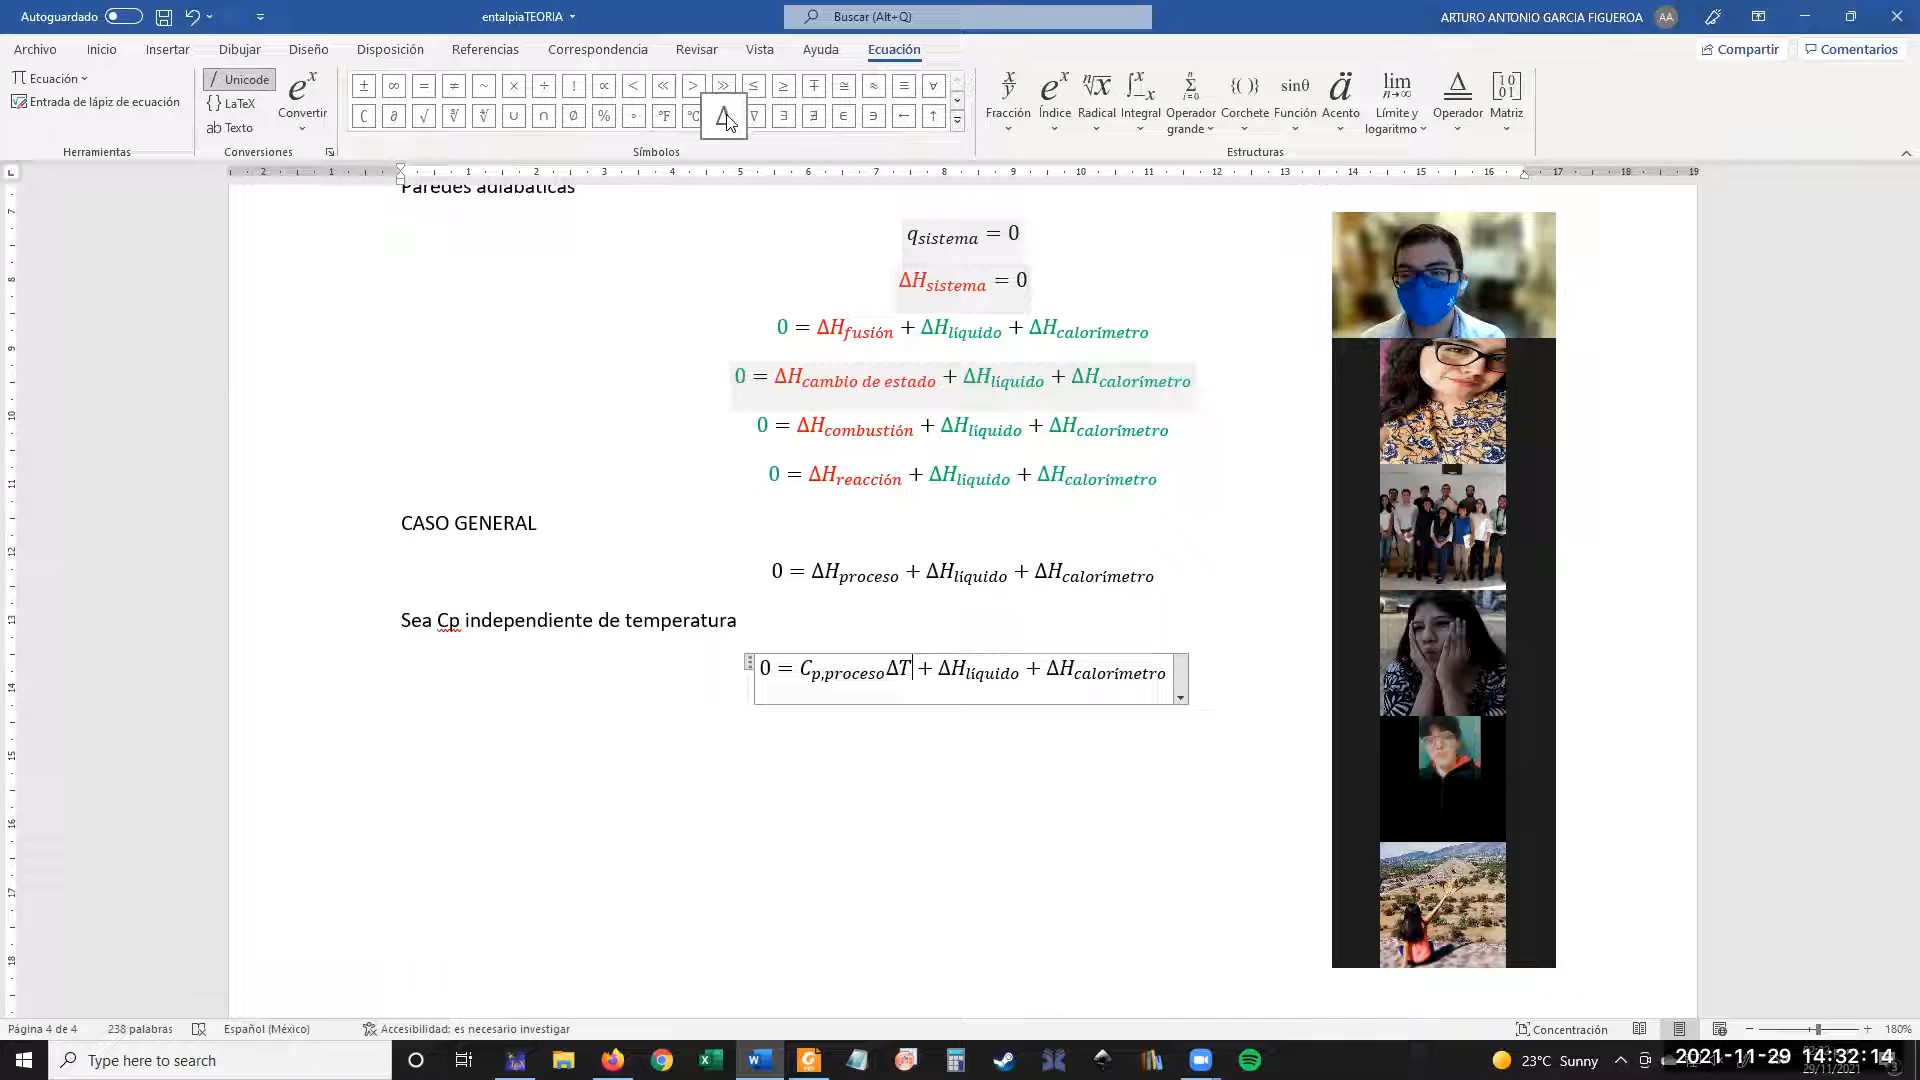 Autoguardado
entalpiaTEORIA
Buscar (Alt+Q)
ARTURO ANTONIO GARCIA FIGUEROA AA
Archivo Inicio Insertar Dibujar Diseño Disposición Referencias Correspondencia Revisar Vista Ayuda Ecuación
Compartir Comentarios
Ecuación
Entrada de lápiz de ecuación
Herramientas
Unicode
LaTeX
ab Texto
Convertir
Conversiones
± ∞ = ≠ ~ × ÷ ! ∝ < ≪ > ≫ ≤ ≥ ∓ ≅ ≈ ≡ ∀
∁ ∂ √ ∛ ∜ ∪ ∩ ∅ % ° °F °C ∆ ∇ ∃ ∄ ∈ ∋ ← ↑
Símbolos
Fracción Índice Radical Integral Operador grande Corchete Función Acento Límite y logaritmo Operador Matriz
Estructuras
Paredes adiabáticas
q_sistema = 0
ΔH_sistema = 0
0 = ΔH_fusión + ΔH_líquido + ΔH_calorímetro
0 = ΔH_cambio de estado + ΔH_líquido + ΔH_calorímetro
0 = ΔH_combustión + ΔH_líquido + ΔH_calorímetro
0 = ΔH_reacción + ΔH_líquido + ΔH_calorímetro
CASO GENERAL
0 = ΔH_proceso + ΔH_líquido + ΔH_calorímetro
Sea Cp independiente de temperatura
0 = C_p,proceso ΔT + ΔH_líquido + ΔH_calorímetro
Página 4 de 4 238 palabras Español (México) Accesibilidad: es necesario investigar
Concentración 180%
Type here to search
23°C Sunny
2021-11-29 14:32:14
29/11/2021